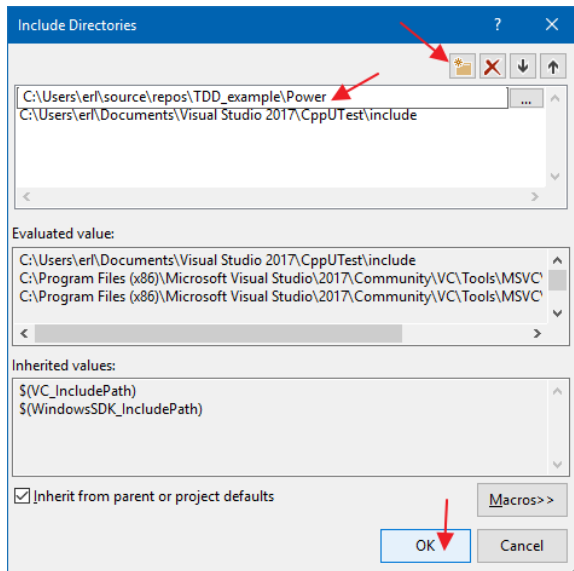 Include Directories
? ×
C:\Users\erl\source\repos\TDD_example\Power
...
C:\Users\erl\Documents\Visual Studio 2017\CppUTest\include
Evaluated value:
C:\Users\erl\Documents\Visual Studio 2017\CppUTest\include
C:\Program Files (x86)\Microsoft Visual Studio\2017\Community\VC\Tools\MSVC\
C:\Program Files (x86)\Microsoft Visual Studio\2017\Community\VC\Tools\MSVC\
Inherited values:
$(VC_IncludePath)
$(WindowsSDK_IncludePath)
Inherit from parent or project defaults
Macros>>
OK
Cancel